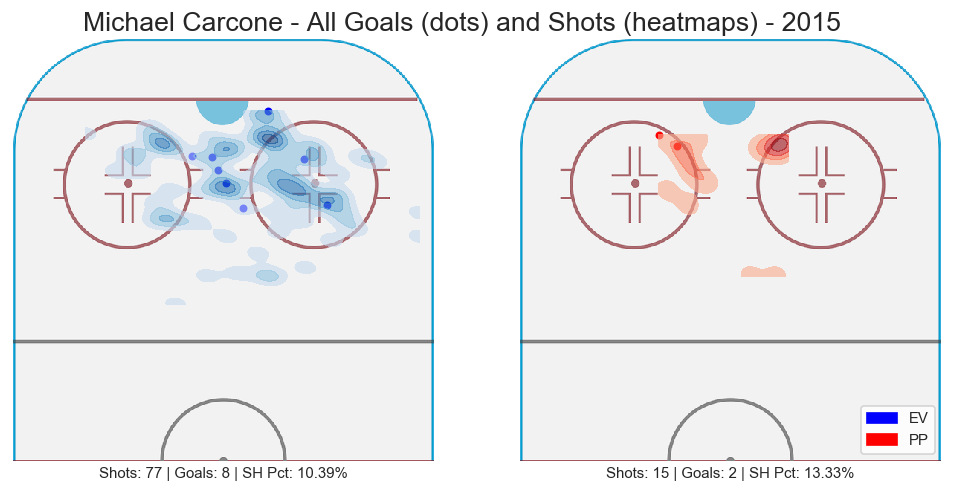 Michael Carcone - All Goals (dots) and Shots (heatmaps) - 2015
EV
PP
Shots: 77 | Goals: 8 | SH Pct: 10.39%
Shots: 15 | Goals: 2 | SH Pct: 13.33%